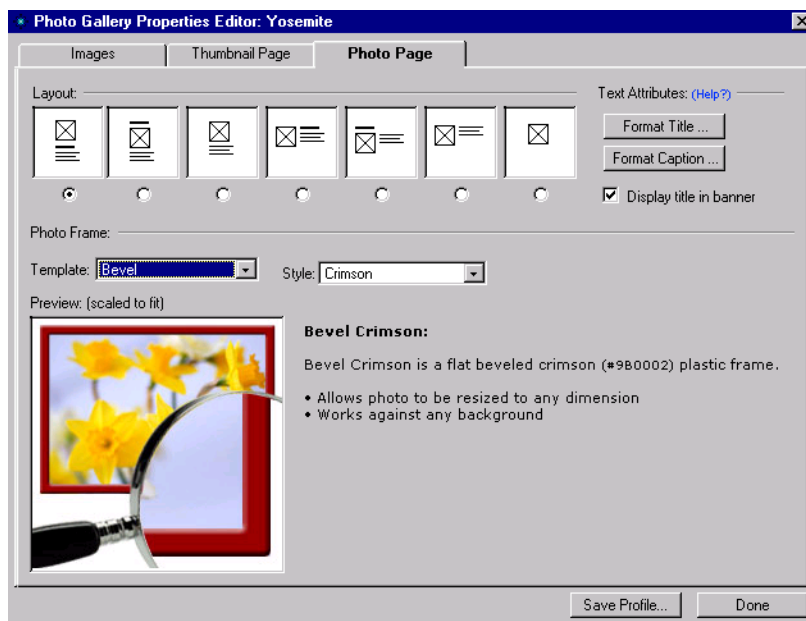 Photo Gallery Properties Editor: Yosemite
Images
Thumbnail Page
Photo Page
Layout:
Text Attributes: (Help?)
Format Title ...
Format Caption ...
Display title in banner
Photo Frame:
Template: Bevel
Style: Crimson
Preview: (scaled to fit)
Bevel Crimson:
Bevel Crimson is a flat beveled crimson (#9B0002) plastic frame.
• Allows photo to be resized to any dimension
• Works against any background
Save Profile...
Done